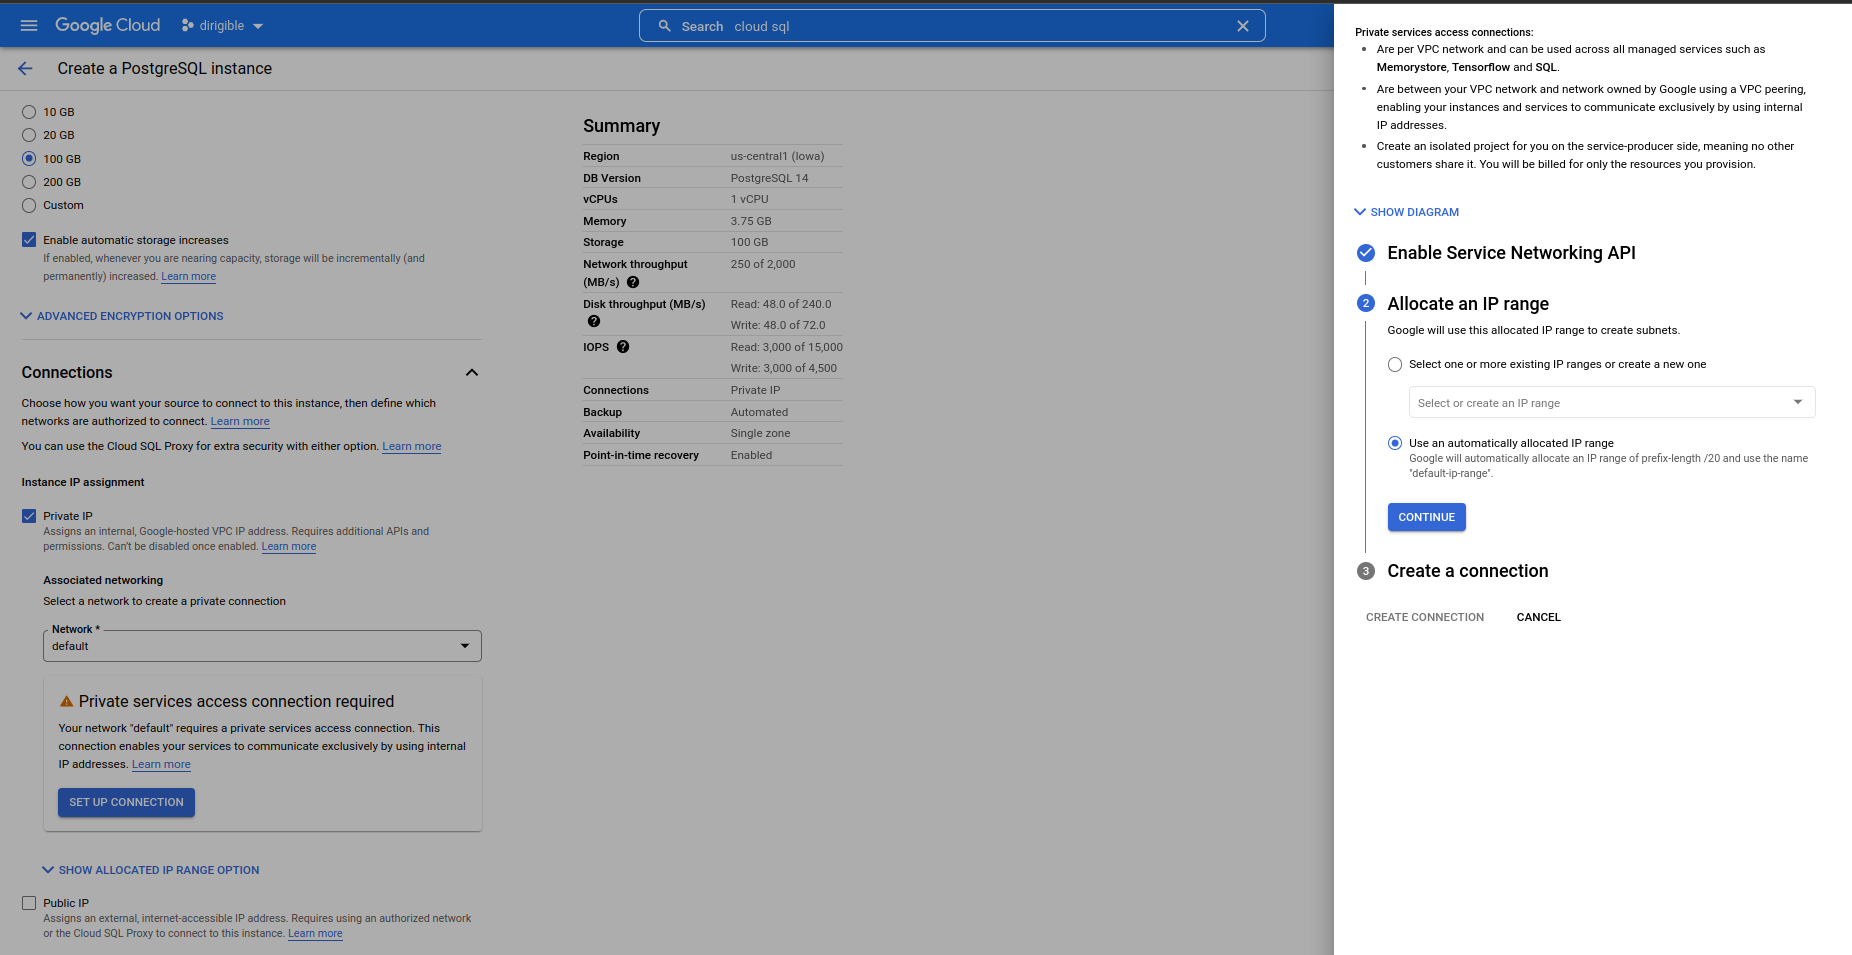 Google Cloud
dirigible
Search cloud sql
Create a PostgreSQL instance
10 GB
20 GB
100 GB
200 GB
Custom
Enable automatic storage increases
If enabled, whenever you are nearing capacity, storage will be incrementally (and
permanently) increased. Learn more
ADVANCED ENCRYPTION OPTIONS
Connections
Choose how you want your source to connect to this instance, then define which
networks are authorized to connect. Learn more
You can use the Cloud SQL Proxy for extra security with either option. Learn more
Instance IP assignment
Private IP
Assigns an internal, Google-hosted VPC IP address. Requires additional APIs and
permissions. Can't be disabled once enabled. Learn more
Associated networking
Select a network to create a private connection
Network *
default
Private services access connection required
Your network "default" requires a private services access connection. This
connection enables your services to communicate exclusively by using internal
IP addresses. Learn more
SET UP CONNECTION
SHOW ALLOCATED IP RANGE OPTION
Public IP
Assigns an external, internet-accessible IP address. Requires using an authorized network
or the Cloud SQL Proxy to connect to this instance. Learn more
Summary
Region us-central1 (Iowa)
DB Version PostgreSQL 14
vCPUs 1 vCPU
Memory 3.75 GB
Storage 100 GB
Network throughput 250 of 2,000
(MB/s) ?
Disk throughput (MB/s) Read: 48.0 of 240.0
? Write: 48.0 of 72.0
IOPS ? Read: 3,000 of 15,000
Write: 3,000 of 4,500
Connections Private IP
Backup Automated
Availability Single zone
Point-in-time recovery Enabled
Private services access connections:
• Are per VPC network and can be used across all managed services such as
Memorystore, Tensorflow and SQL.
• Are between your VPC network and network owned by Google using a VPC peering,
enabling your instances and services to communicate exclusively by using internal
IP addresses.
• Create an isolated project for you on the service-producer side, meaning no other
customers share it. You will be billed for only the resources you provision.
SHOW DIAGRAM
Enable Service Networking API
2 Allocate an IP range
Google will use this allocated IP range to create subnets.
Select one or more existing IP ranges or create a new one
Select or create an IP range
Use an automatically allocated IP range
Google will automatically allocate an IP range of prefix-length /20 and use the name
"default-ip-range".
CONTINUE
3 Create a connection
CREATE CONNECTION CANCEL